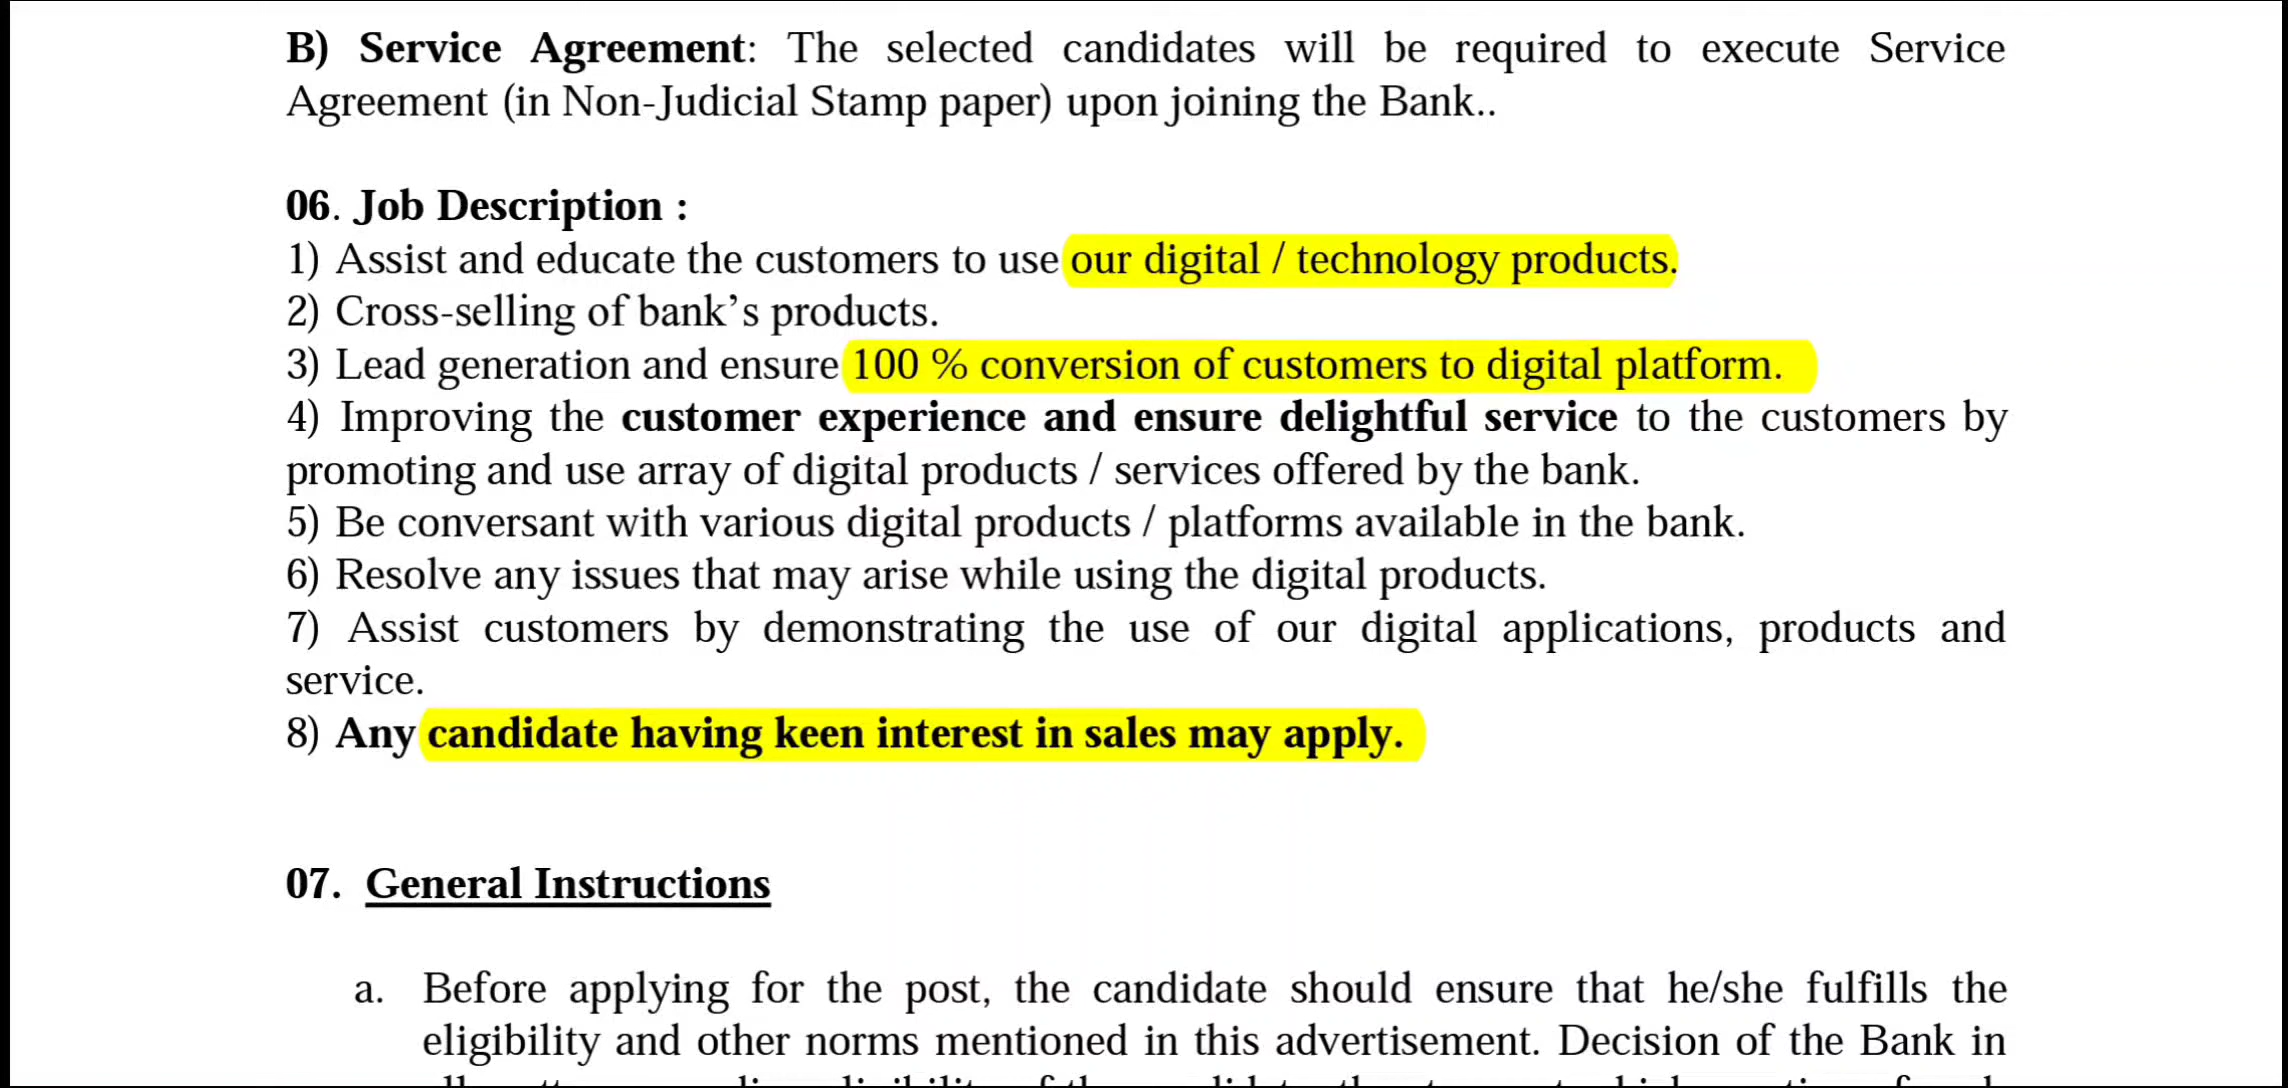 B) Service Agreement: The selected candidates will be required to execute Service
Agreement (in Non-Judicial Stamp paper) upon joining the Bank..
06. Job Description :
1) Assist and educate the customers to use our digital / technology products.
2) Cross-selling of bank’s products.
3) Lead generation and ensure 100 % conversion of customers to digital platform.
4) Improving the customer experience and ensure delightful service to the customers by
promoting and use array of digital products / services offered by the bank.
5) Be conversant with various digital products / platforms available in the bank.
6) Resolve any issues that may arise while using the digital products.
7) Assist customers by demonstrating the use of our digital applications, products and
service.
8) Any candidate having keen interest in sales may apply.
07. General Instructions
a. Before applying for the post, the candidate should ensure that he/she fulfills the
eligibility and other norms mentioned in this advertisement. Decision of the Bank in